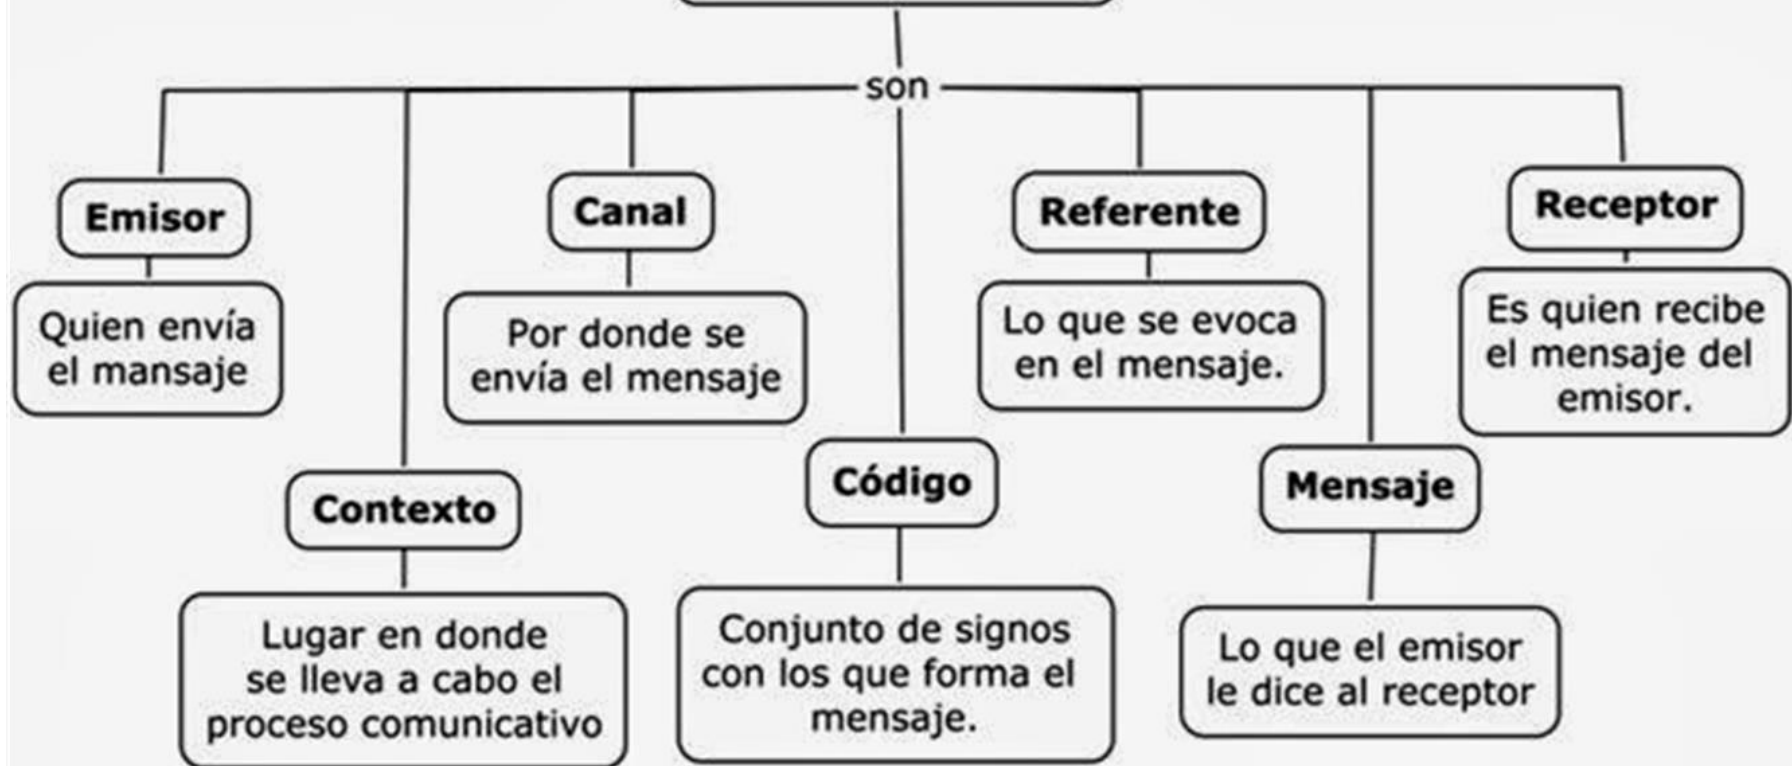 son
Emisor
Quien envía
el mansaje
Contexto
Lugar en donde
se lleva a cabo el
proceso comunicativo
Canal
Por donde se
envía el mensaje
Código
Conjunto de signos
con los que forma el
mensaje.
Referente
Lo que se evoca
en el mensaje.
Mensaje
Lo que el emisor
le dice al receptor
Receptor
Es quien recibe
el mensaje del
emisor.